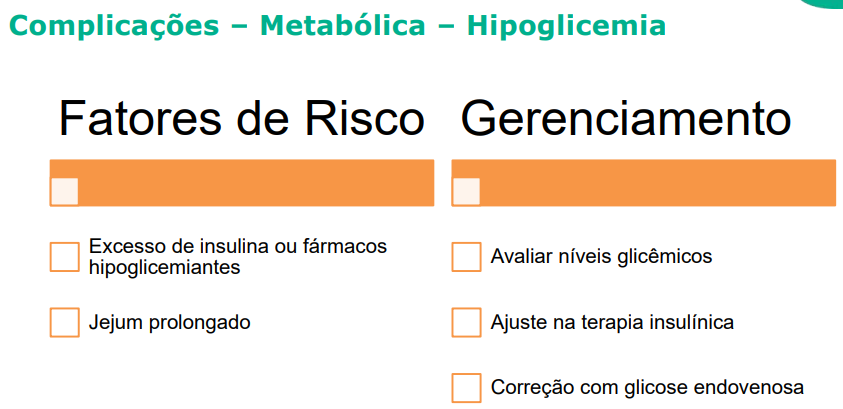 Complicações – Metabólica – Hipoglicemia
Fatores de Risco
Excesso de insulina ou fármacos
hipoglicemiantes
Jejum prolongado
Gerenciamento
Avaliar níveis glicêmicos
Ajuste na terapia insulínica
Correção com glicose endovenosa